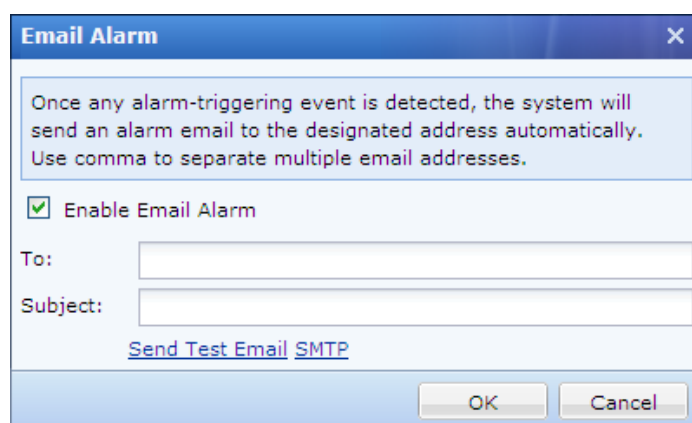 Email Alarm
Once any alarm-triggering event is detected, the system will
send an alarm email to the designated address automatically.
Use comma to separate multiple email addresses.
Enable Email Alarm
To:
Subject:
Send Test Email SMTP
OK Cancel